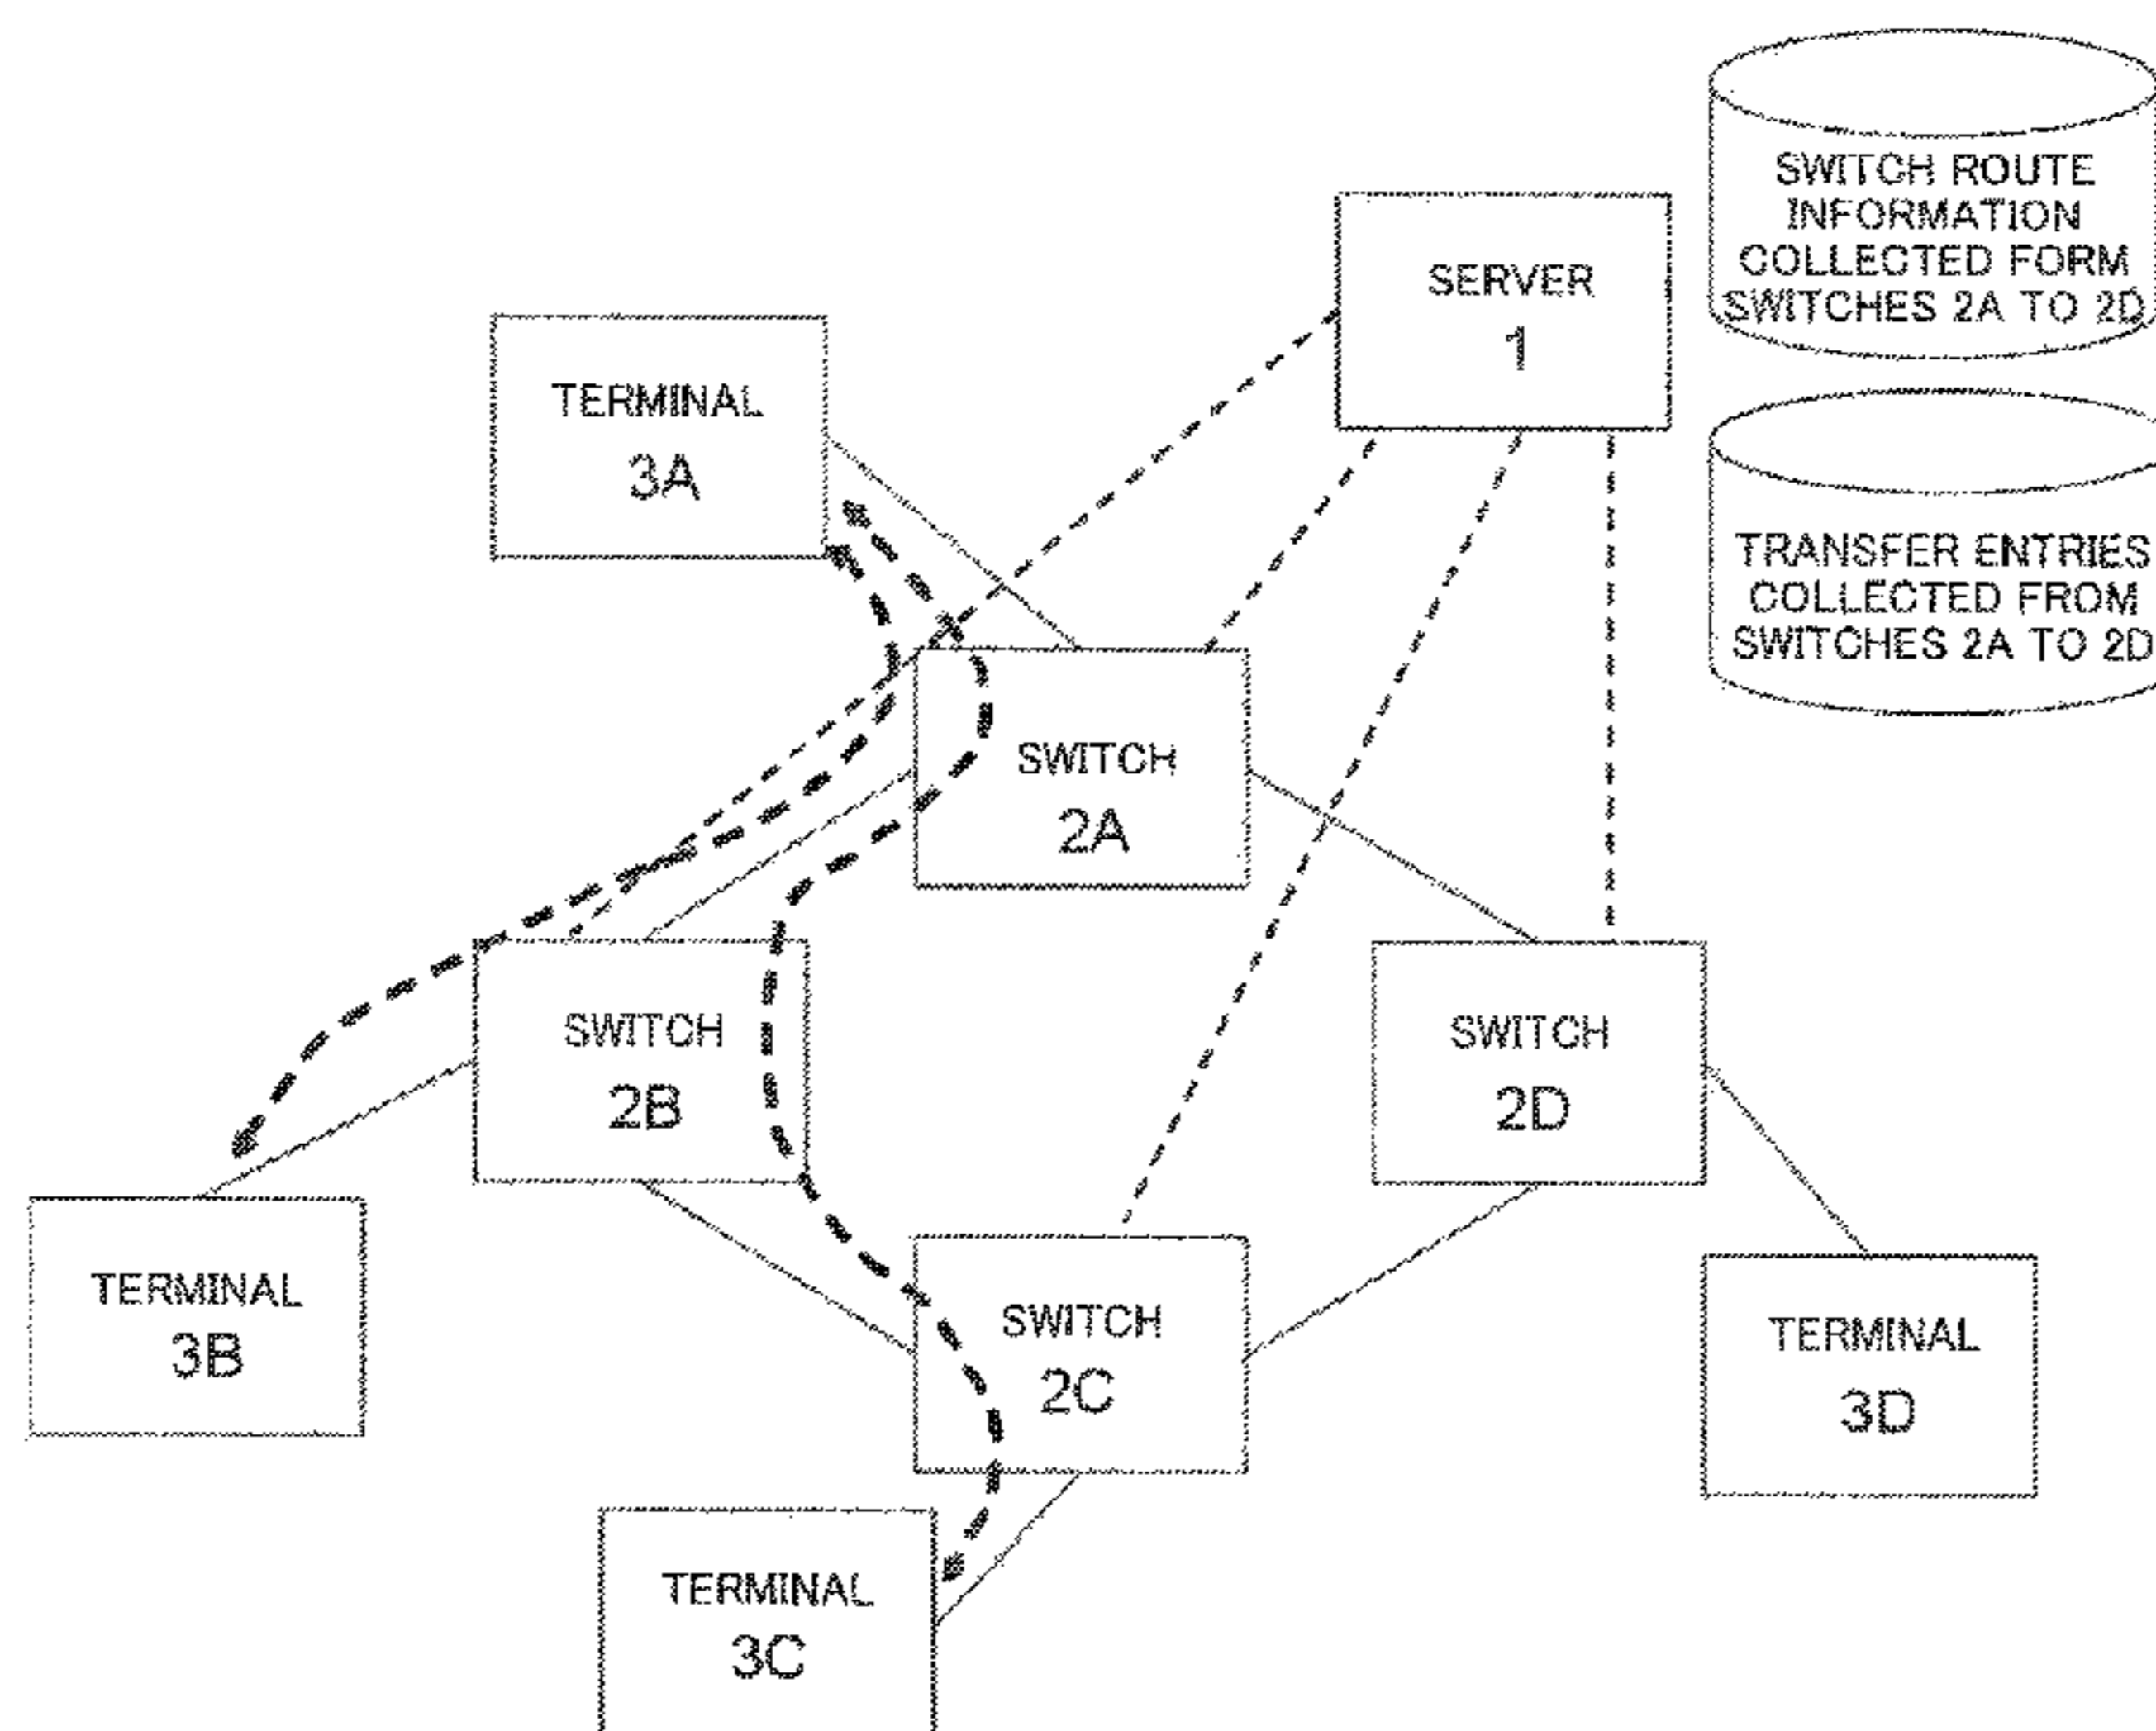 SWITCH ROUTE
INFORMATION
COLLECTED FORM
SWITCHES 2A TO 2D
SERVER
1
TERMINAL
3A
TRANSFER ENTRIES
COLLECTED FROM
SWITCHES 2A TO 2D
SWITCH
2A
SWITCH
2B
SWITCH
2D
TERMINAL
3B
SWITCH
2C
TERMINAL
3D
TERMINAL
3C